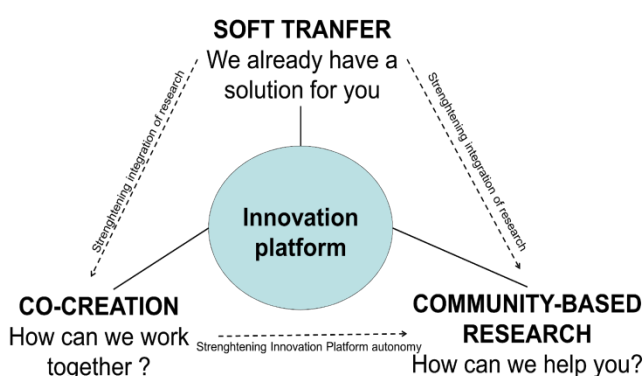 SOFT TRANFER
We already have a
solution for you
Strenghtening integration of research
Strenghtening integration of research
Innovation
platform
CO-CREATION
How can we work
together ?
Strenghtening Innovation Platform autonomy
COMMUNITY-BASED
RESEARCH
How can we help you?